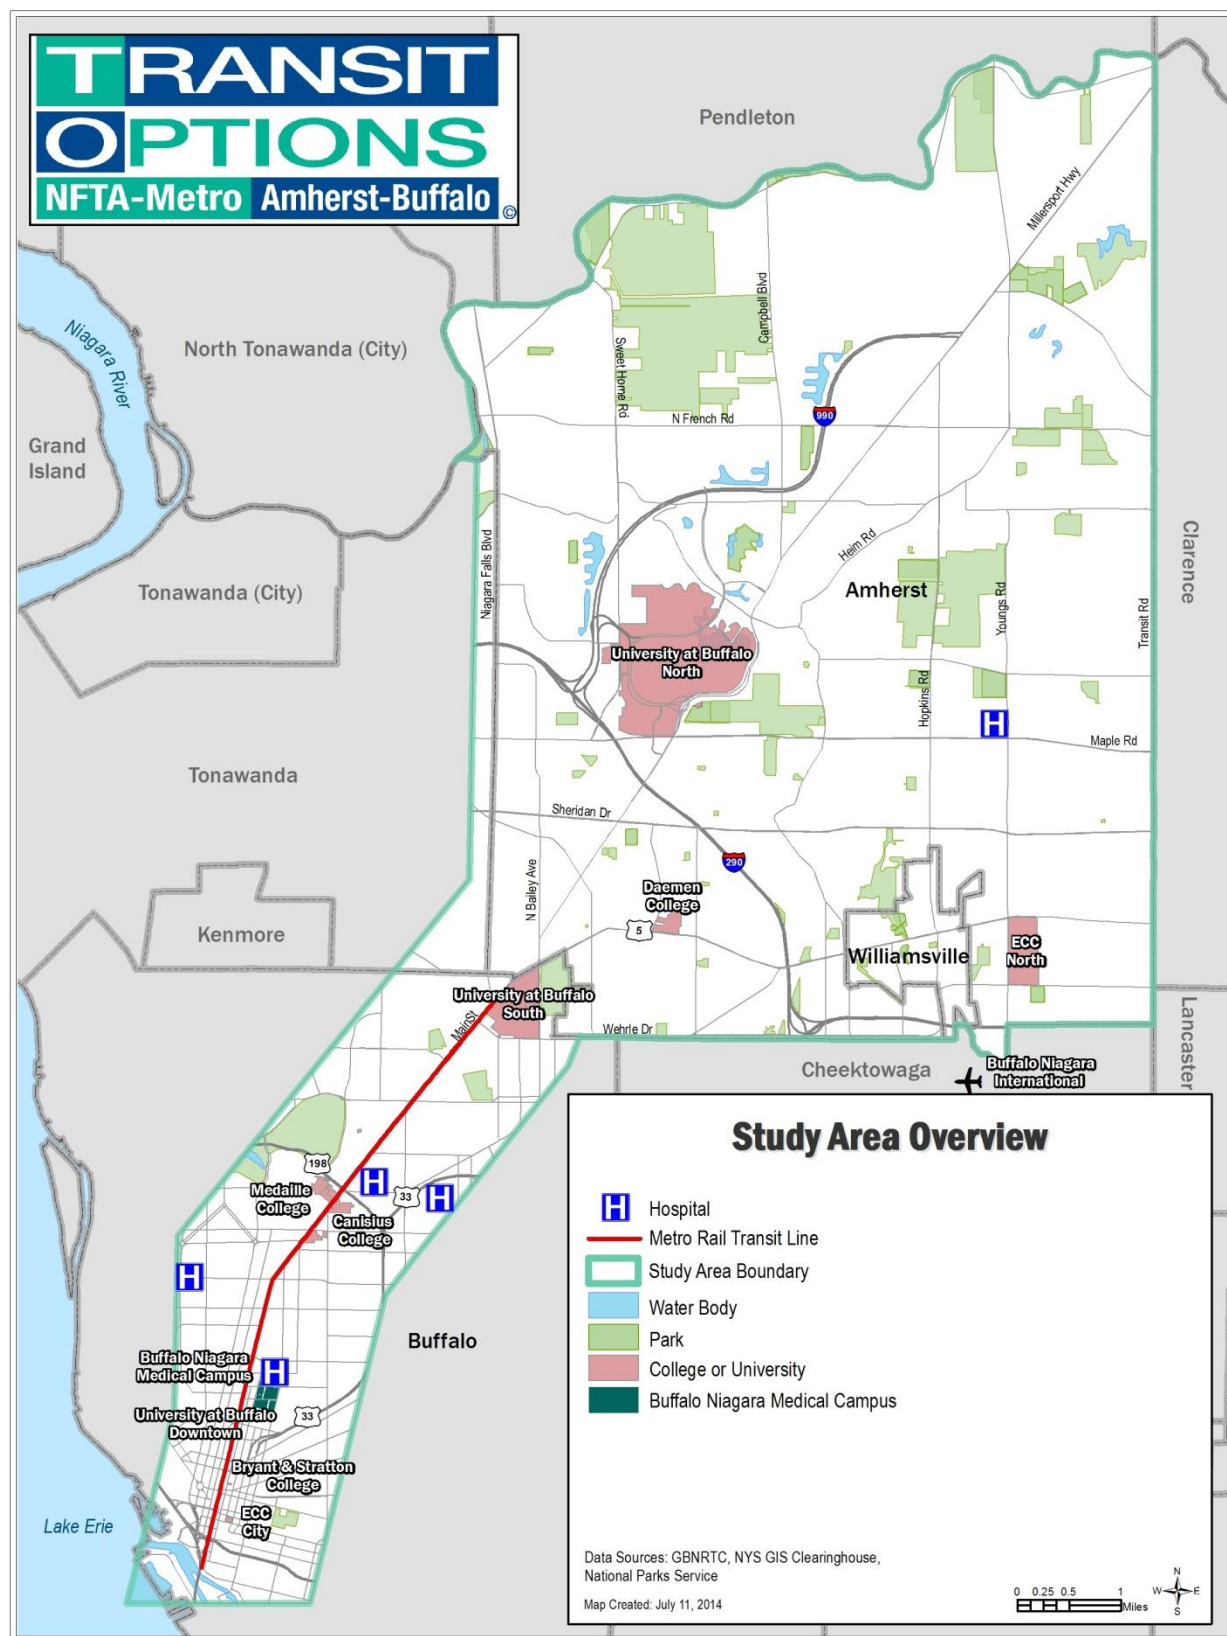 TRANSIT
OPTIONS
NFTA-Metro Amherst-Buffalo ©
Pendleton
Millersport Hwy
Niagara River
North Tonawanda (City)
Campbell Blvd
Sweet Home Rd
N French Rd
990
Grand
Island
Niagara Falls Blvd
Heim Rd
Clarence
Tonawanda (City)
Amherst
Youngs Rd
Transit Rd
University at Buffalo
North
Hopkins Rd
H
Maple Rd
Tonawanda
Sheridan Dr
290
N Bailey Ave
Daemen
College
5
Kenmore
Williamsville
ECC
North
University at Buffalo
South
MainSt
Wehrle Dr
Lancaster
Cheektowaga
Buffalo Niagara
International
198
H
33
H
Medaille
College
Canisius
College
H
Buffalo
Buffalo Niagara
Medical Campus
H
University at Buffalo
Downtown
33
Bryant & Stratton
College
ECC
City
Lake Erie
Study Area Overview
H Hospital
Metro Rail Transit Line
Study Area Boundary
Water Body
Park
College or University
Buffalo Niagara Medical Campus
Data Sources: GBNRTC, NYS GIS Clearinghouse,
National Parks Service
Map Created: July 11, 2014
0 0.25 0.5 1
Miles
N
W E
S